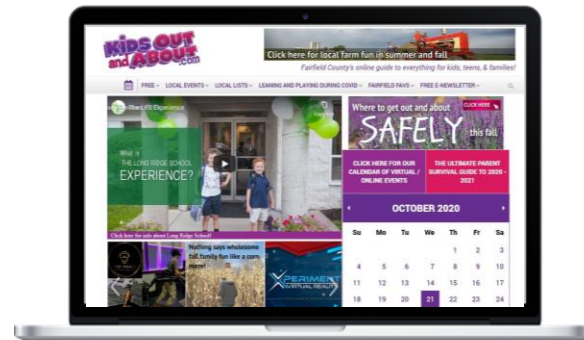 KIDS OUT
and ABOUT.com
Click here for local farm fun in summer and fall
Fairfield County's online guide to everything for kids, teens, & families!
FREE
LOCAL EVENTS
LOCAL LISTS
LEANING AND PLAYING DURING COVID
FAIRFIELD FAVS
FREE E-NEWSLETTER
What is
THE LONG RIDGE SCHOOL
EXPERIENCE?
Click here for info about Long Ridge School!
Where to get out and about
CLICK HERE
SAFELY
this fall
CLICK HERE FOR OUR
CALENDAR OF VIRTUAL /
ONLINE EVENTS
THE ULTIMATE PARENT
SURVIVAL GUIDE TO 2020 -
2021
OCTOBER 2020
Su Mo Tu We Th Fr Sa
1 2 3
4 5 6 7 8 9 10
11 12 13 14 15 16 17
18 19 20 21 22 23 24
Nothing says wholesome
fall family fun like a corn
maze!
XPERIMENT
VIRTUAL REALITY